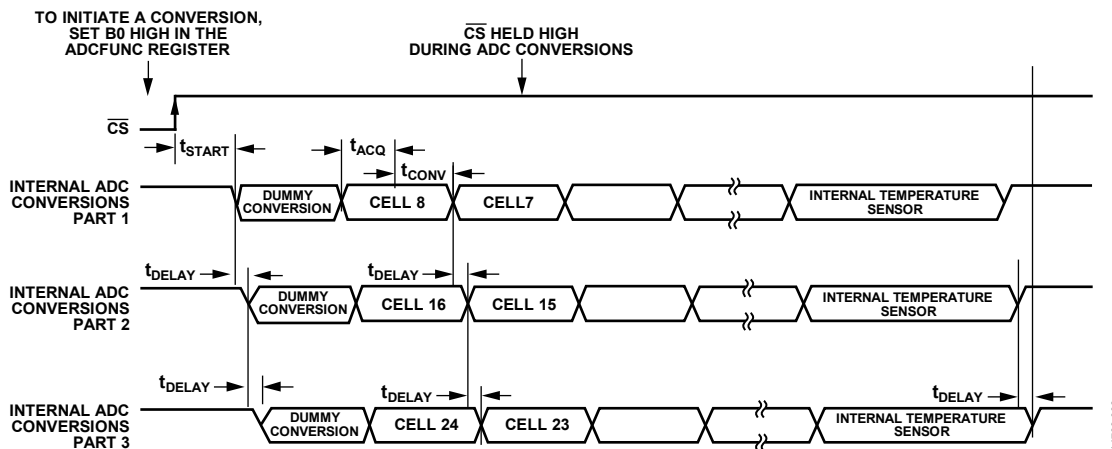 TO INITIATE A CONVERSION,
SET B0 HIGH IN THE
ADCFUNC REGISTER
CS HELD HIGH
DURING ADC CONVERSIONS
CS
tSTART
tACQ
tCONV
INTERNAL ADC
CONVERSIONS
PART 1
DUMMY
CONVERSION
CELL 8
CELL7
INTERNAL TEMPERATURE
SENSOR
tDELAY
tDELAY
INTERNAL ADC
CONVERSIONS
PART 2
DUMMY
CONVERSION
CELL 16
CELL 15
INTERNAL TEMPERATURE
SENSOR
tDELAY
tDELAY
tDELAY
INTERNAL ADC
CONVERSIONS
PART 3
DUMMY
CONVERSION
CELL 24
CELL 23
INTERNAL TEMPERATURE
SENSOR